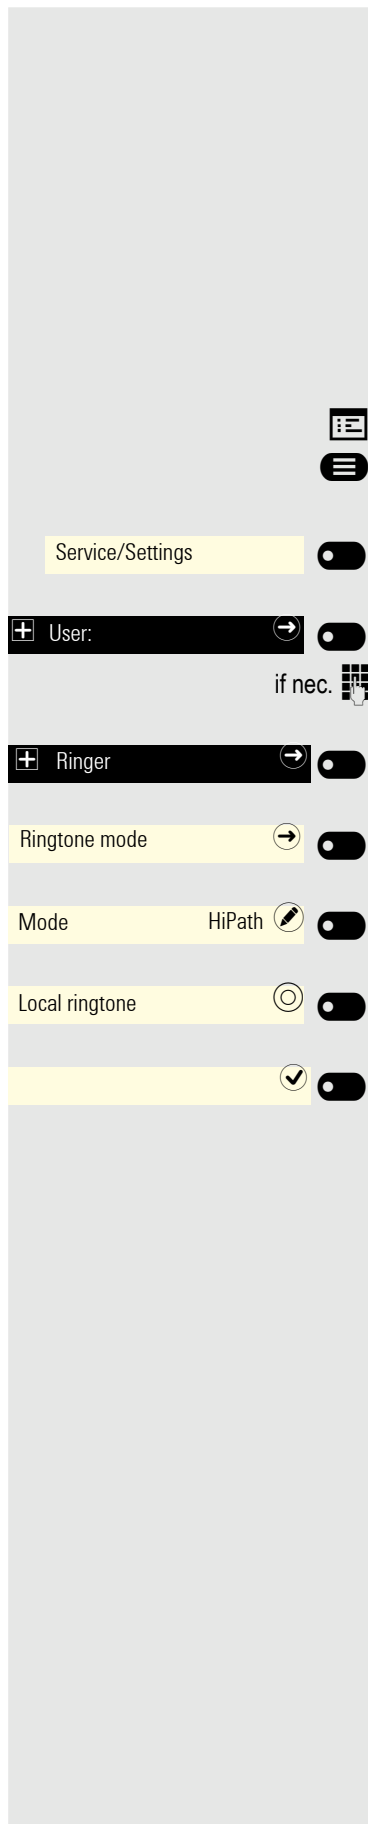 Service/Settings
User:
if nec.
Ringer
Ringtone mode
Mode HiPath
Local ringtone